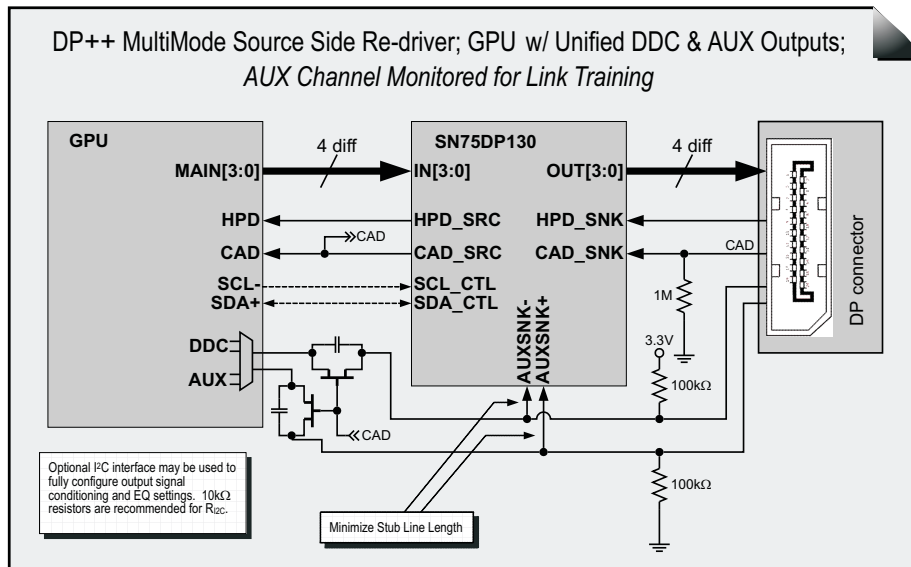 DP++ MultiMode Source Side Re-driver; GPU w/ Unified DDC & AUX Outputs;
AUX Channel Monitored for Link Training
GPU
SN75DP130
MAIN[3:0]
4 diff
IN[3:0]
OUT[3:0]
4 diff
HPD
HPD_SRC
HPD_SNK
CAD
CAD
CAD_SRC
CAD_SNK
CAD
SCL-
SCL_CTL
SDA+
SDA_CTL
1M
DP connector
DDC
AUX
AUXSNK-
AUXSNK+
3.3V
100kΩ
CAD
100kΩ
Optional I²C interface may be used to
fully configure output signal
conditioning and EQ settings. 10kΩ
resistors are recommended for RI2C.
Minimize Stub Line Length